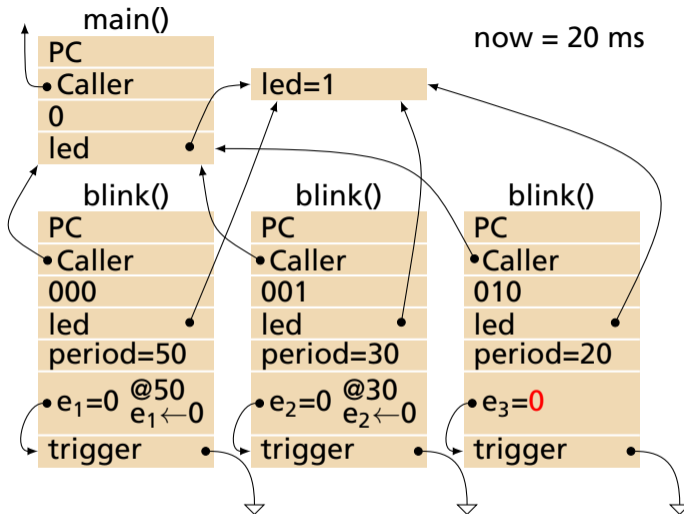 main()
now = 20 ms
PC
Caller
led=1
0
led
blink()
PC
Caller
000
led
period=50
e₁=0 @50
e₁←0
trigger
blink()
PC
Caller
001
led
period=30
e₂=0 @30
e₂←0
trigger
blink()
PC
Caller
010
led
period=20
e₃=0
trigger